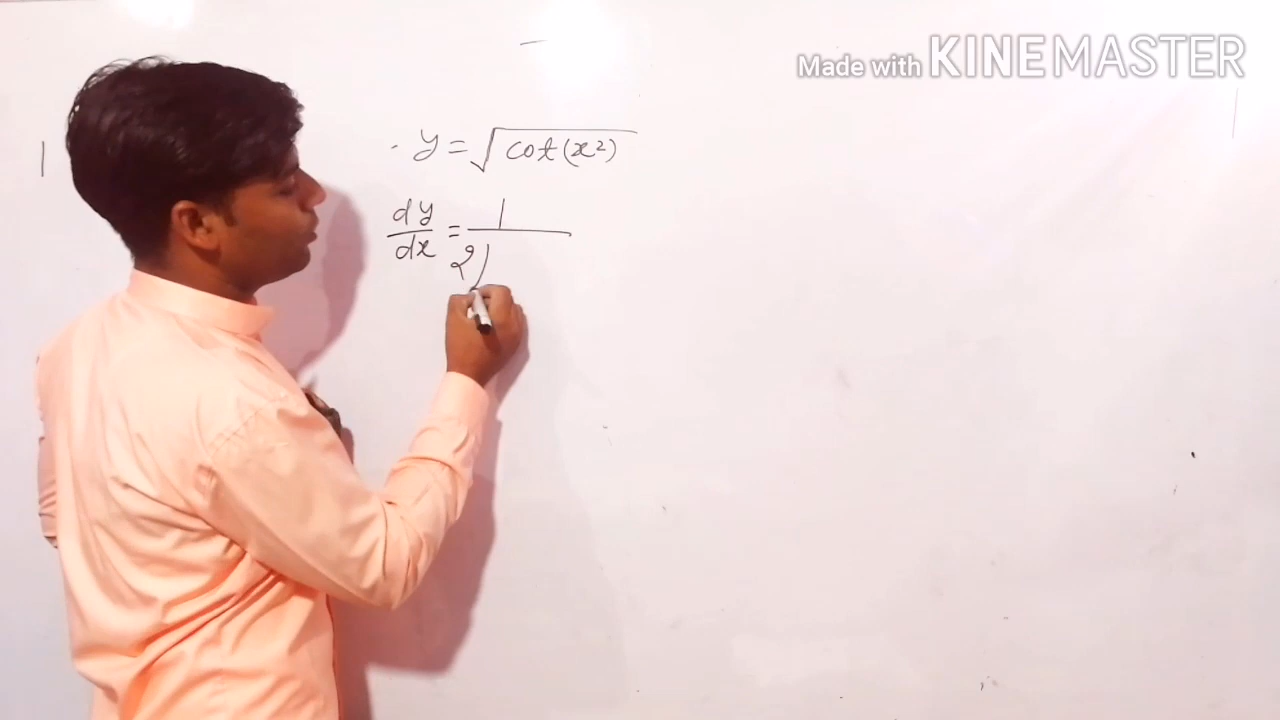 Made with KINEMASTER
y = √cot(x²)
dy/dx = 1/2√